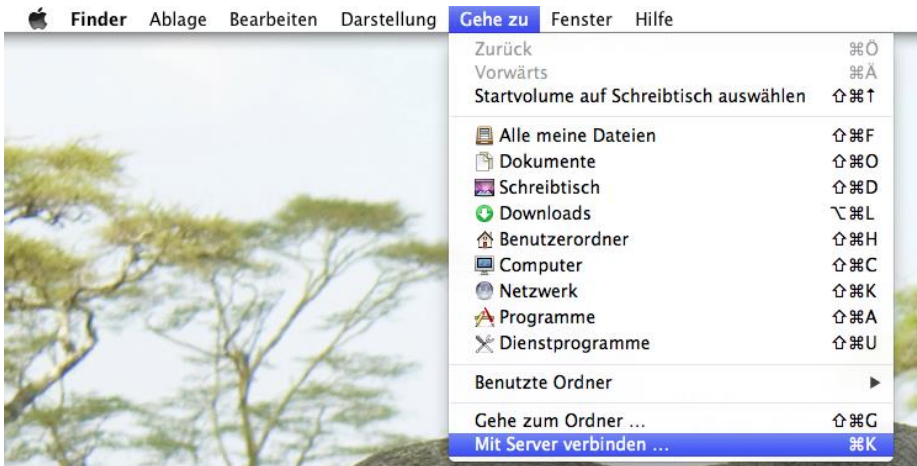 Finder Ablage Bearbeiten Darstellung Gehe zu Fenster Hilfe
Zurück ⌘Ö
Vorwärts ⌘Ä
Startvolume auf Schreibtisch auswählen ⇧⌘↑
Alle meine Dateien ⇧⌘F
Dokumente ⇧⌘O
Schreibtisch ⇧⌘D
Downloads ⌥⌘L
Benutzerordner ⇧⌘H
Computer ⇧⌘C
Netzwerk ⇧⌘K
Programme ⇧⌘A
Dienstprogramme ⇧⌘U
Benutzte Ordner ▶
Gehe zum Ordner ... ⇧⌘G
Mit Server verbinden ... ⌘K